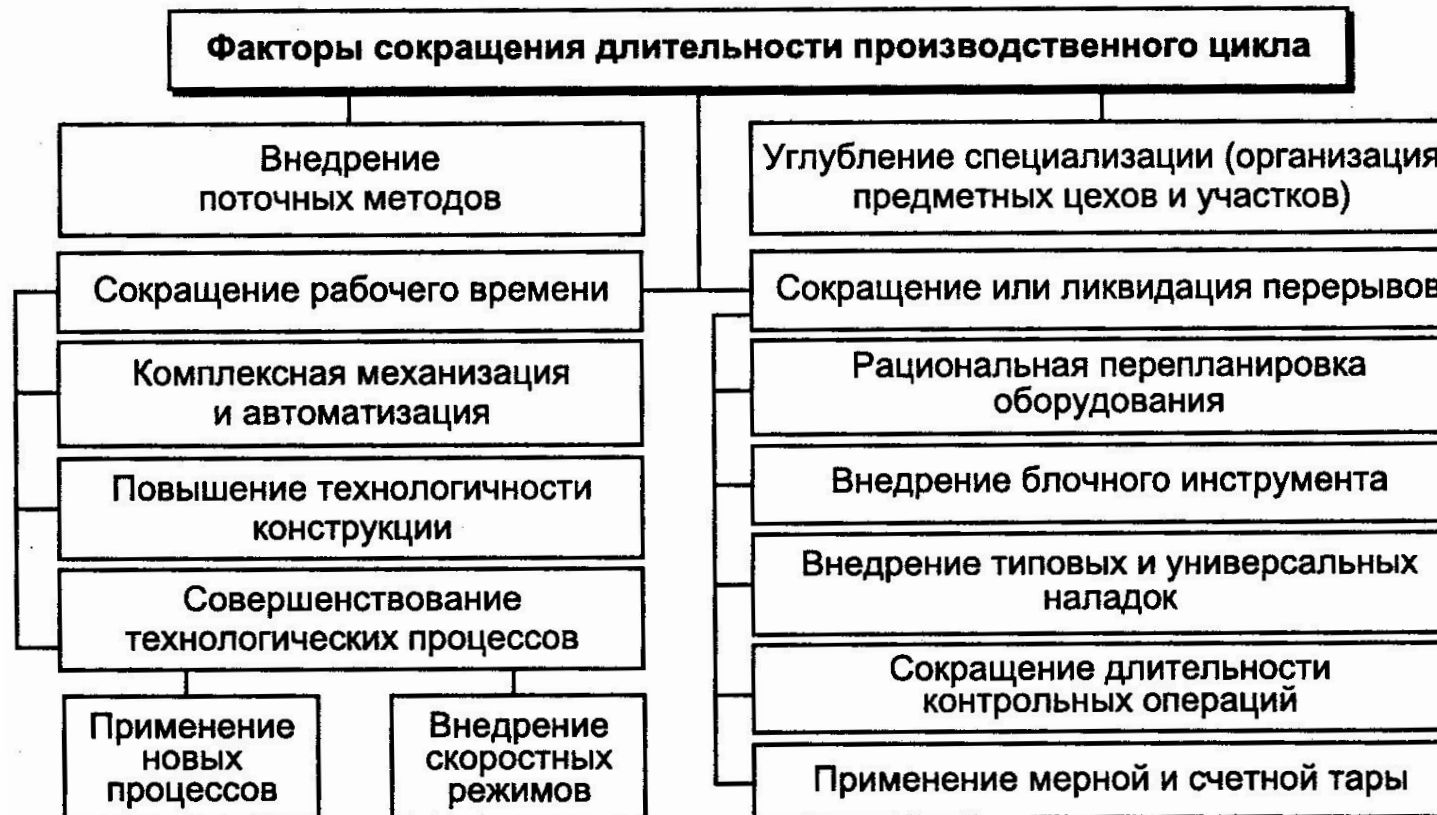 Факторы сокращения длительности производственного цикла
Внедрение
поточных методов
Углубление специализации (организация
предметных цехов и участков)
Сокращение рабочего времени
Сокращение или ликвидация перерывов
Комплексная механизация
и автоматизация
Рациональная перепланировка
оборудования
Повышение технологичности
конструкции
Внедрение блочного инструмента
Совершенствование
технологических процессов
Внедрение типовых и универсальных
наладок
Применение
новых
процессов
Внедрение
скоростных
режимов
Сокращение длительности
контрольных операций
Применение мерной и счетной тары